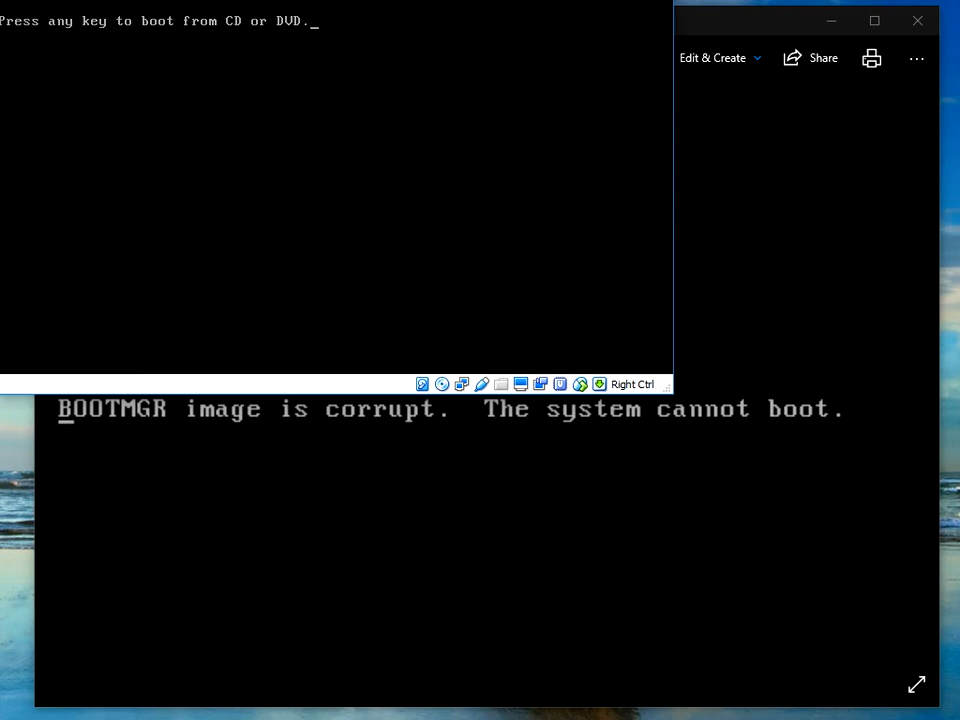 Press any key to boot from CD or DVD._
Edit & Create
Share
Right Ctrl
BOOTMGR image is corrupt.  The system cannot boot.